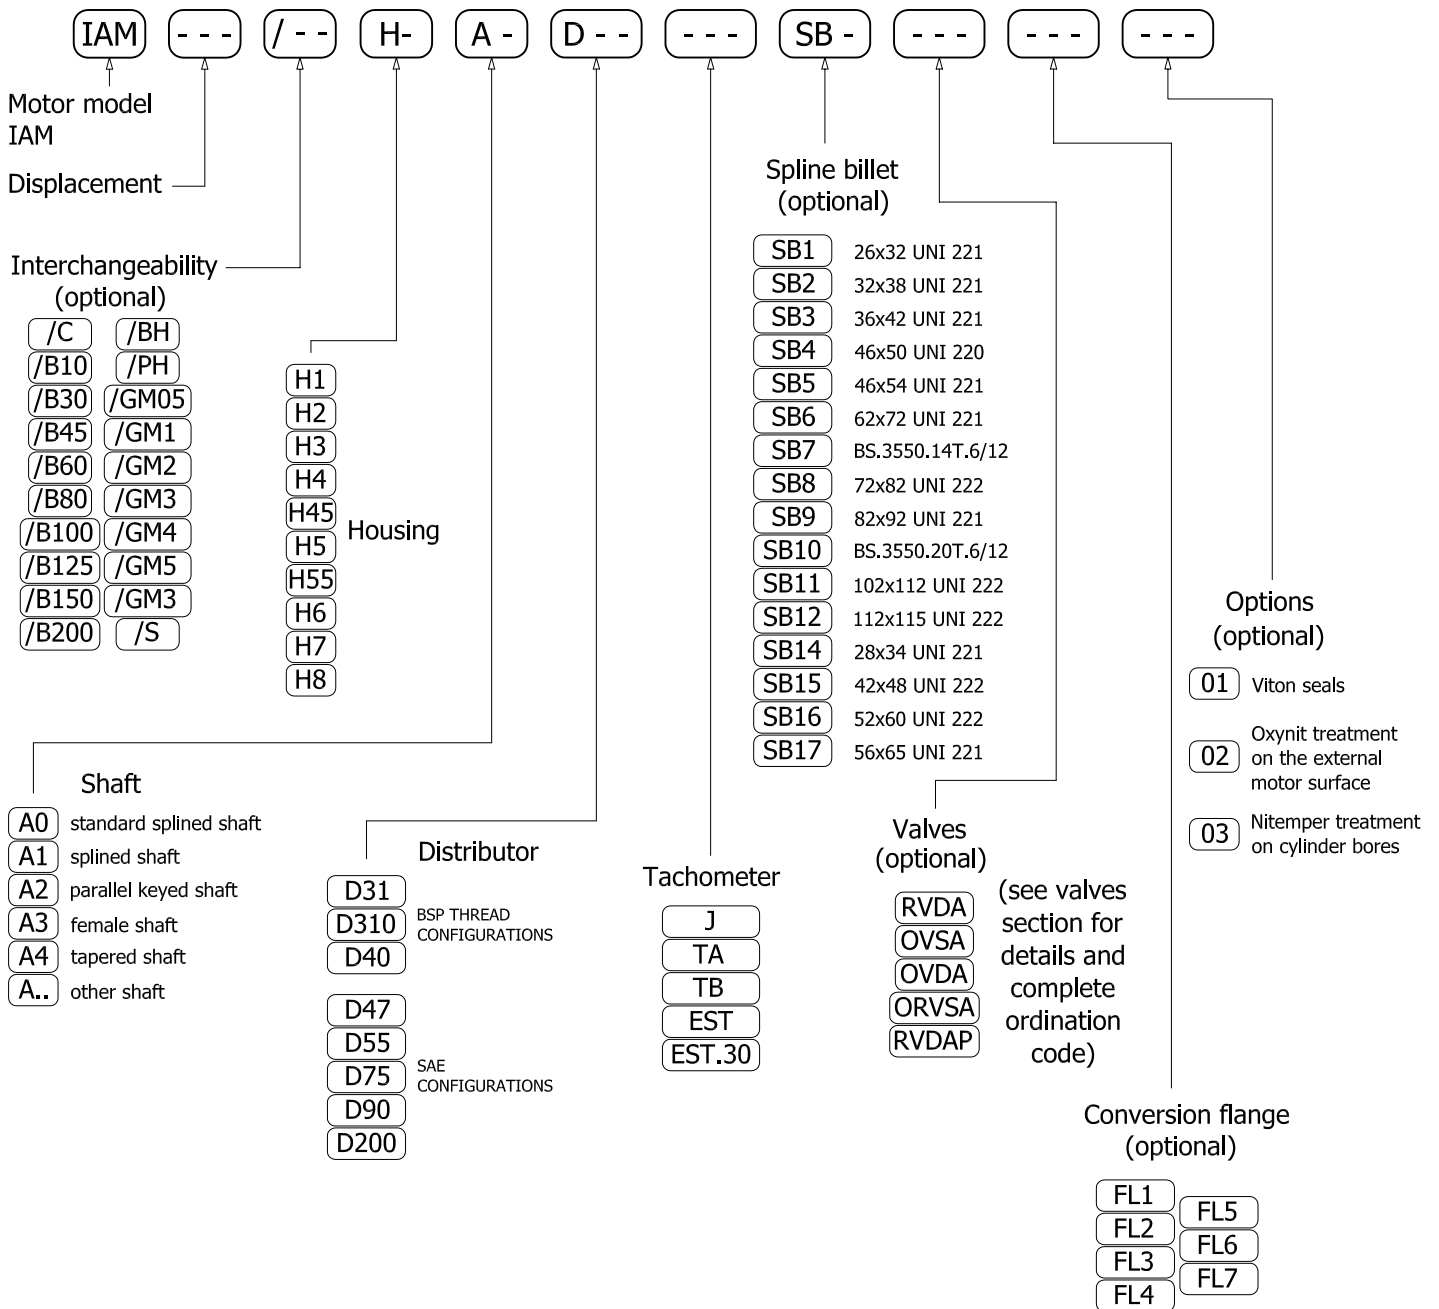 IAM --- /-- H- A- D-- --- SB- --- --- ---
Motor model
IAM
Displacement
Interchangeability
(optional)
/C /BH
/B10 /PH
/B30 /GM05
/B45 /GM1
/B60 /GM2
/B80 /GM3
/B100 /GM4
/B125 /GM5
/B150 /GM3
/B200 /S
H1
H2
H3
H4
H45
H5
H55
H6
H7
H8
Housing
Shaft
A0 standard splined shaft
A1 splined shaft
A2 parallel keyed shaft
A3 female shaft
A4 tapered shaft
A.. other shaft
Distributor
D31
D310
D40
BSP THREAD
CONFIGURATIONS
D47
D55
D75
D90
D200
SAE
CONFIGURATIONS
Tachometer
J
TA
TB
EST
EST.30
Spline billet
(optional)
SB1 26x32 UNI 221
SB2 32x38 UNI 221
SB3 36x42 UNI 221
SB4 46x50 UNI 220
SB5 46x54 UNI 221
SB6 62x72 UNI 221
SB7 BS.3550.14T.6/12
SB8 72x82 UNI 222
SB9 82x92 UNI 221
SB10 BS.3550.20T.6/12
SB11 102x112 UNI 222
SB12 112x115 UNI 222
SB14 28x34 UNI 221
SB15 42x48 UNI 222
SB16 52x60 UNI 222
SB17 56x65 UNI 221
Valves
(optional)
RVDA
OVSA
OVDA
ORVSA
RVDAP
(see valves
section for
details and
complete
ordination
code)
Conversion flange
(optional)
FL1
FL2
FL3
FL4
FL5
FL6
FL7
Options
(optional)
01 Viton seals
02 Oxynit treatment
on the external
motor surface
03 Nitemper treatment
on cylinder bores